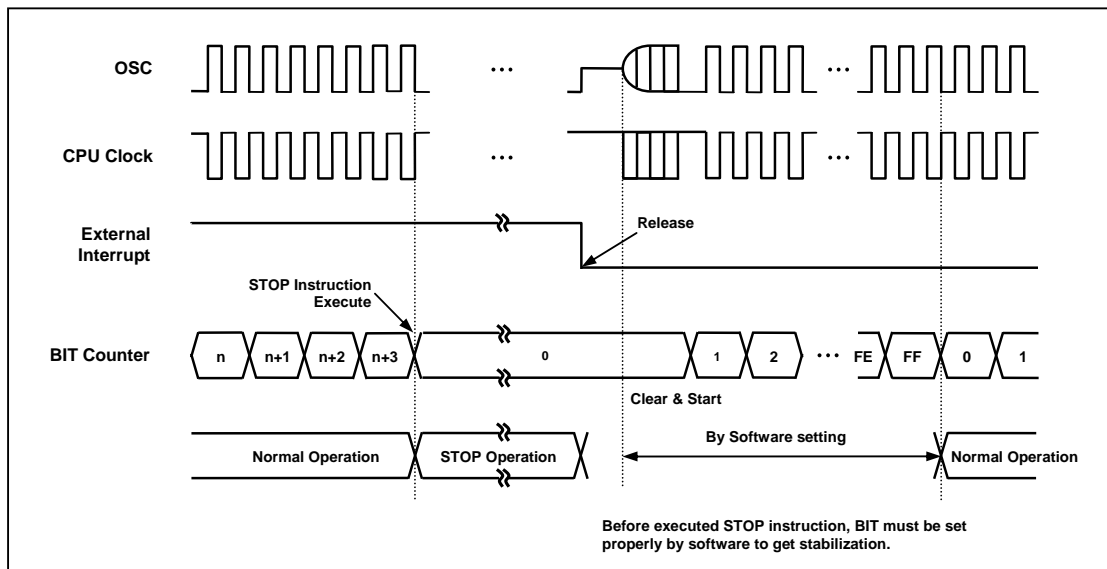 OSC
...
...
CPU Clock
...
...
External
Interrupt
Release
STOP Instruction
Execute
BIT Counter
n
n+1
n+2
n+3
0
1
2
...
FE
FF
0
1
Clear & Start
By Software setting
Normal Operation
STOP Operation
Normal Operation
Before executed STOP instruction, BIT must be set
properly by software to get stabilization.